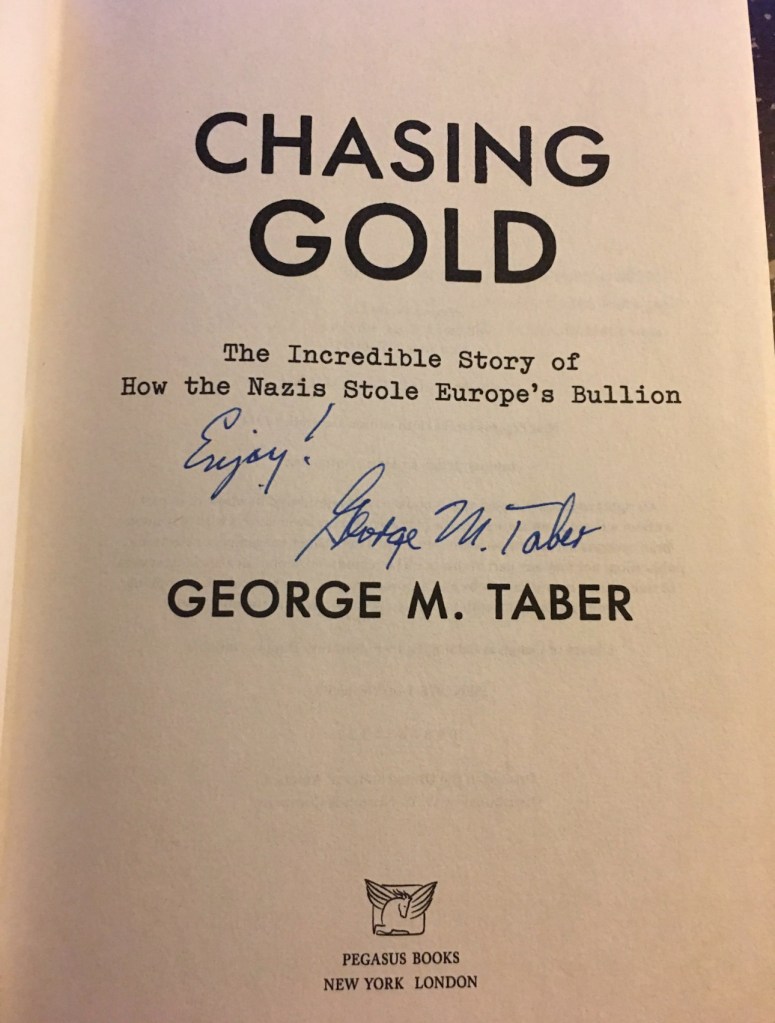 CHASING
GOLD
The Incredible Story of
How the Nazis Stole Europe's Bullion
Enjoy!
George M. Taber
GEORGE M. TABER
PEGASUS BOOKS
NEW YORK LONDON